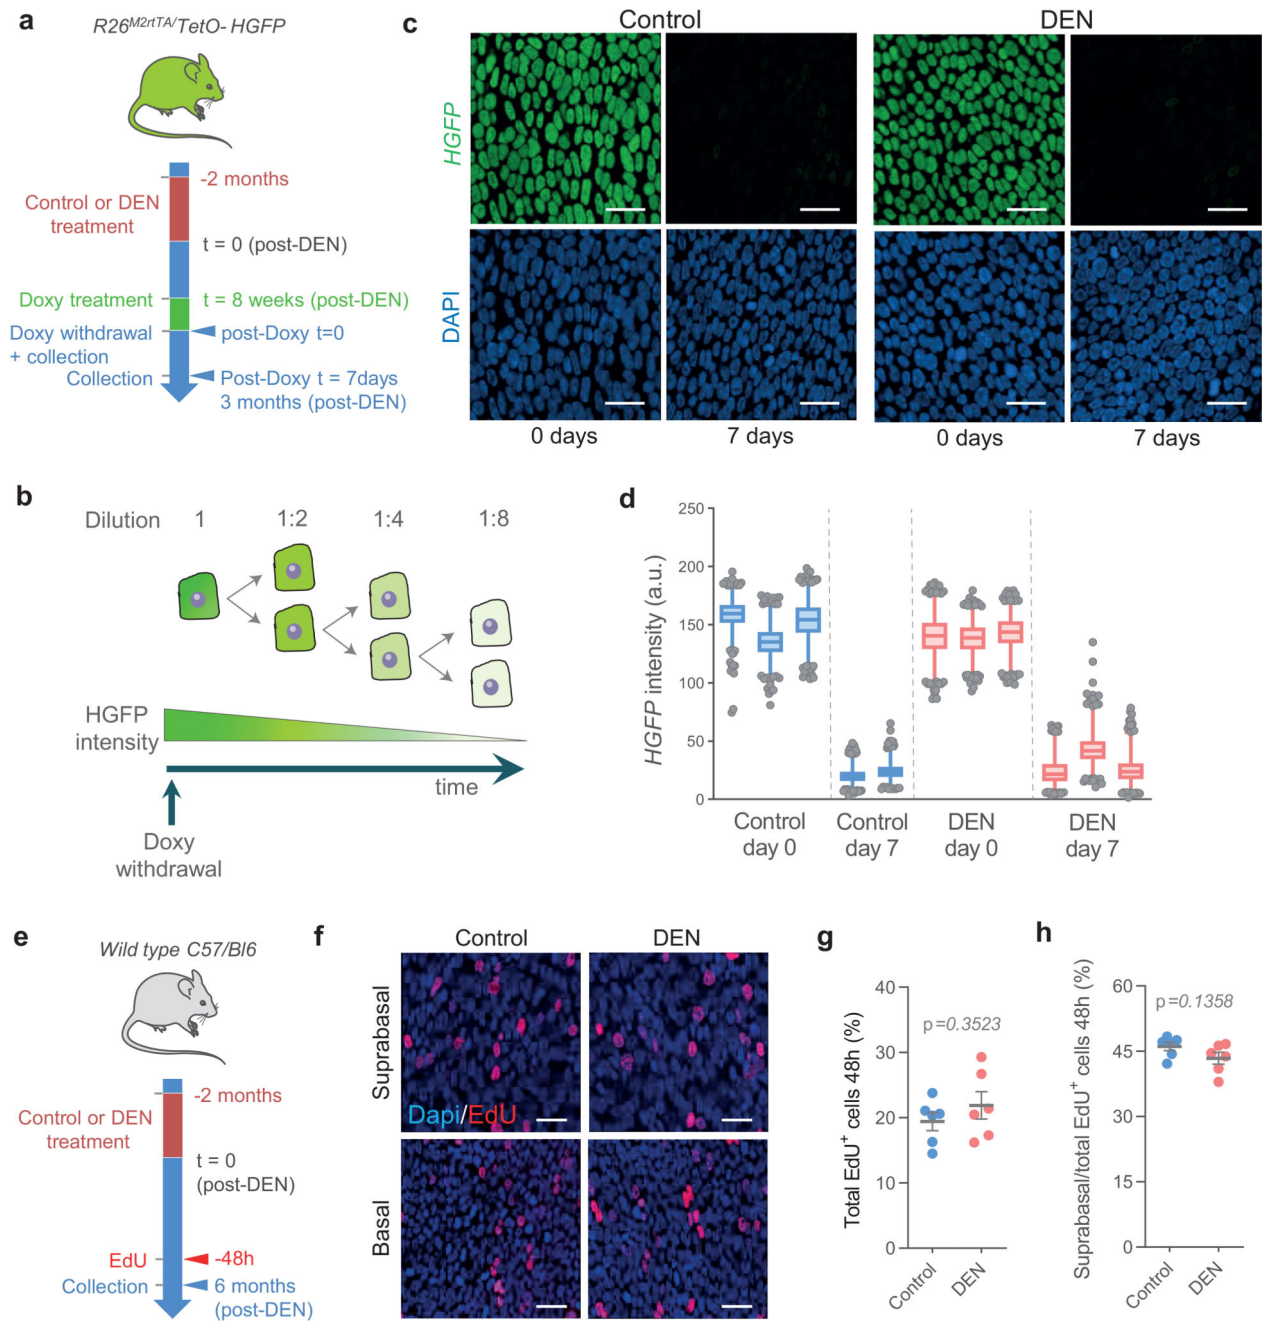 a
R26M2rtTA/TetO- HGFP
-2 months
Control or DEN
treatment
t = 0 (post-DEN)
Doxy treatment
t = 8 weeks (post-DEN)
Doxy withdrawal
+ collection
post-Doxy t=0
Collection
Post-Doxy t = 7days
3 months (post-DEN)
c
Control
DEN
HGFP
DAPI
0 days
7 days
0 days
7 days
b
Dilution
1
1:2
1:4
1:8
HGFP
intensity
time
Doxy
withdrawal
d
HGFP intensity (a.u.)
250
200
150
100
50
0
Control
day 0
Control
day 7
DEN
day 0
DEN
day 7
e
Wild type C57/Bl6
-2 months
Control or DEN
treatment
t = 0
(post-DEN)
EdU
-48h
Collection
6 months
(post-DEN)
f
Control
DEN
Suprabasal
Dapi/EdU
Basal
g
Total EdU+ cells 48h (%)
40
30
20
10
0
p=0.3523
Control
DEN
h
Suprabasal/total EdU+ cells 48h (%)
60
45
30
15
0
p=0.1358
Control
DEN